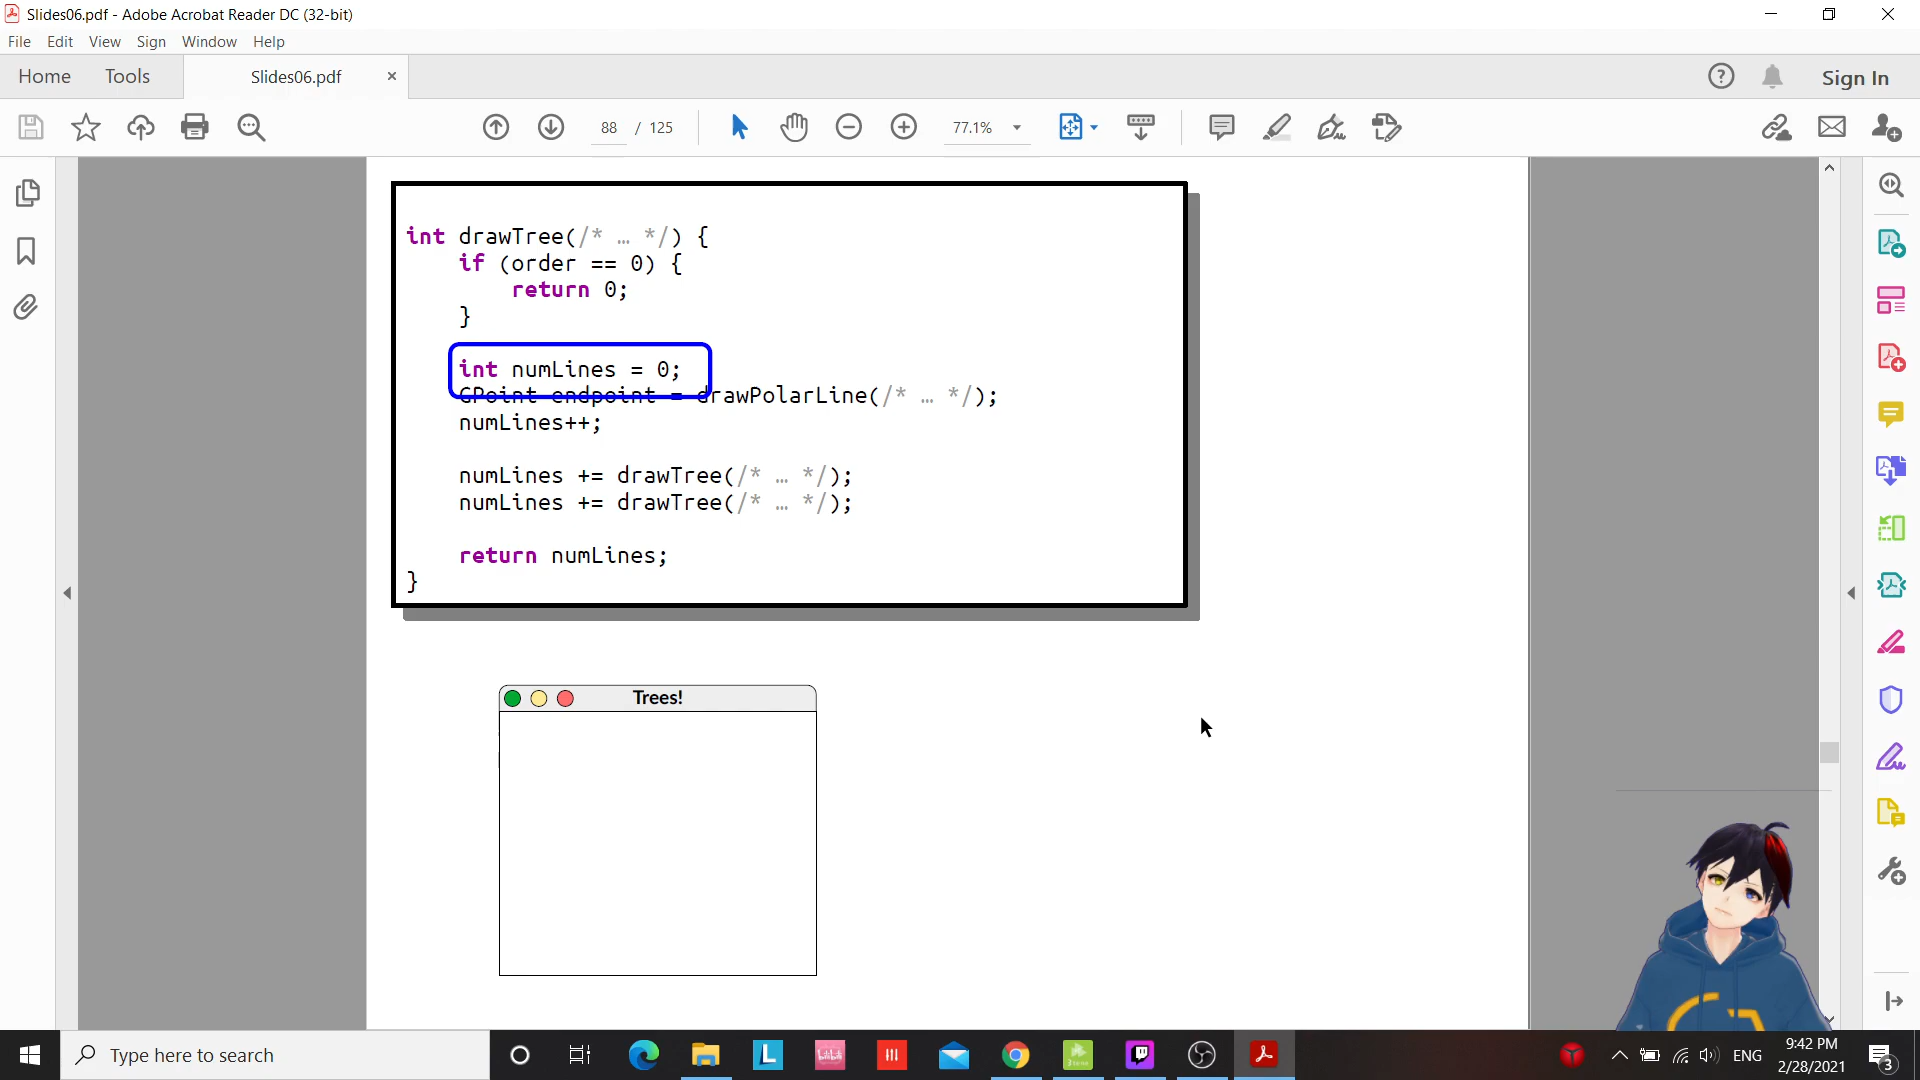 Slides06.pdf - Adobe Acrobat Reader DC (32-bit)
File Edit View Sign Window Help
Home Tools Slides06.pdf × Sign In
88 / 125 77.1%
int drawTree(/* … */) {
if (order == 0) {
return 0;
}
int numLines = 0;
GPoint endpoint = drawPolarLine(/* … */);
numLines++;
numLines += drawTree(/* … */);
numLines += drawTree(/* … */);
return numLines;
}
Trees!
Type here to search
L
ENG
9:42 PM
2/28/2021
3